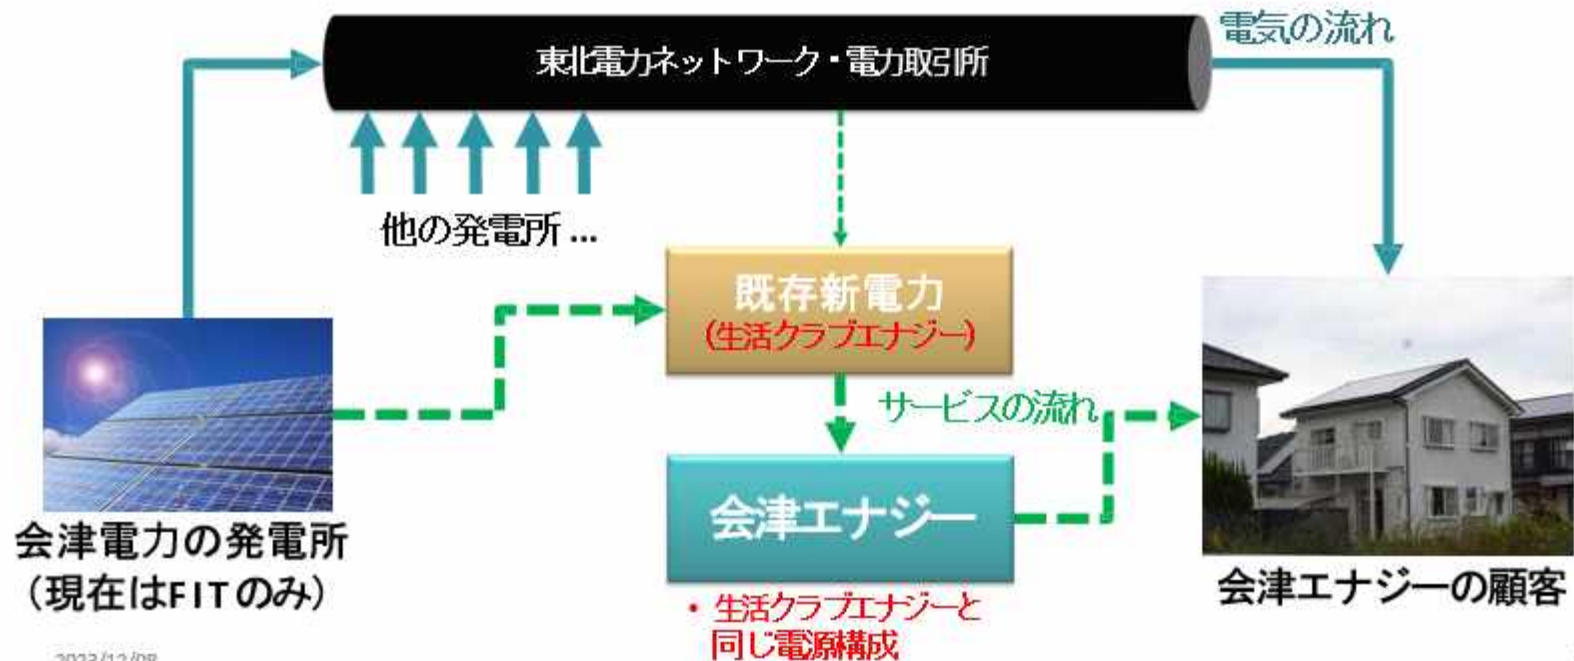 電気の流れ
東北電力ネットワーク・電力取引所
他の発電所 ...
既存新電力
(生活クラブエナジー)
サービスの流れ
会津エナジー
会津電力の発電所
（現在はFITのみ）
会津エナジーの顧客
・ 生活クラブエナジーと
同じ電源構成
2023/12/08